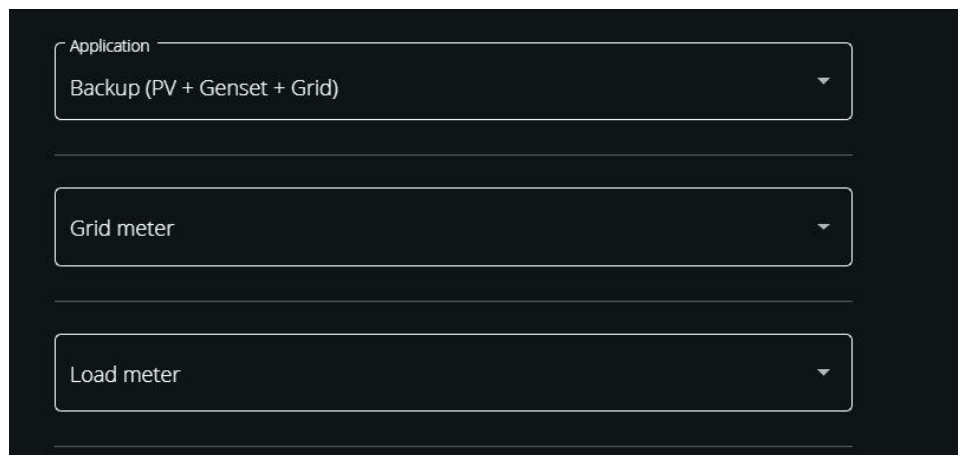 Application
Backup (PV + Genset + Grid)
Grid meter
Load meter